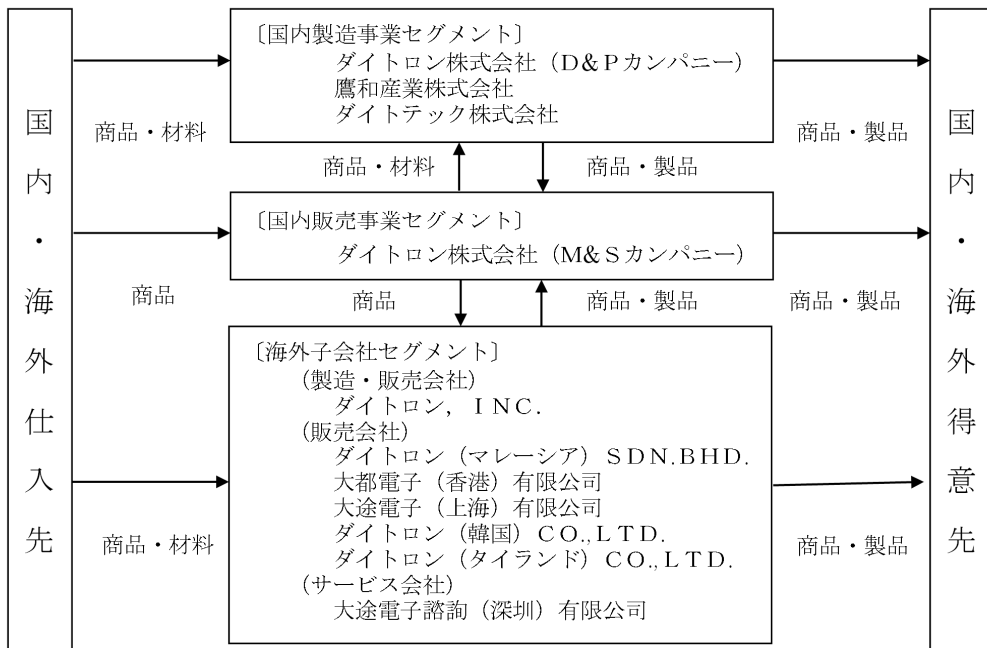 国内・海外仕入先
〔国内製造事業セグメント〕
ダイトロン株式会社（Ｄ&Ｐカンパニー）
鷹和産業株式会社
ダイトテック株式会社
商品・材料
商品・製品
商品・材料
商品・製品
〔国内販売事業セグメント〕
ダイトロン株式会社（Ｍ&Ｓカンパニー）
商品
商品
商品・製品
商品・製品
〔海外子会社セグメント〕
（製造・販売会社）
ダイトロン，ＩＮＣ.
（販売会社）
ダイトロン（マレーシア）ＳＤＮ.ＢＨＤ.
大都電子（香港）有限公司
大途電子（上海）有限公司
ダイトロン（韓国）ＣＯ.,ＬＴＤ.
ダイトロン（タイランド）ＣＯ.,ＬＴＤ.
（サービス会社）
大途電子諮詢（深圳）有限公司
商品・材料
商品・製品
国内・海外得意先